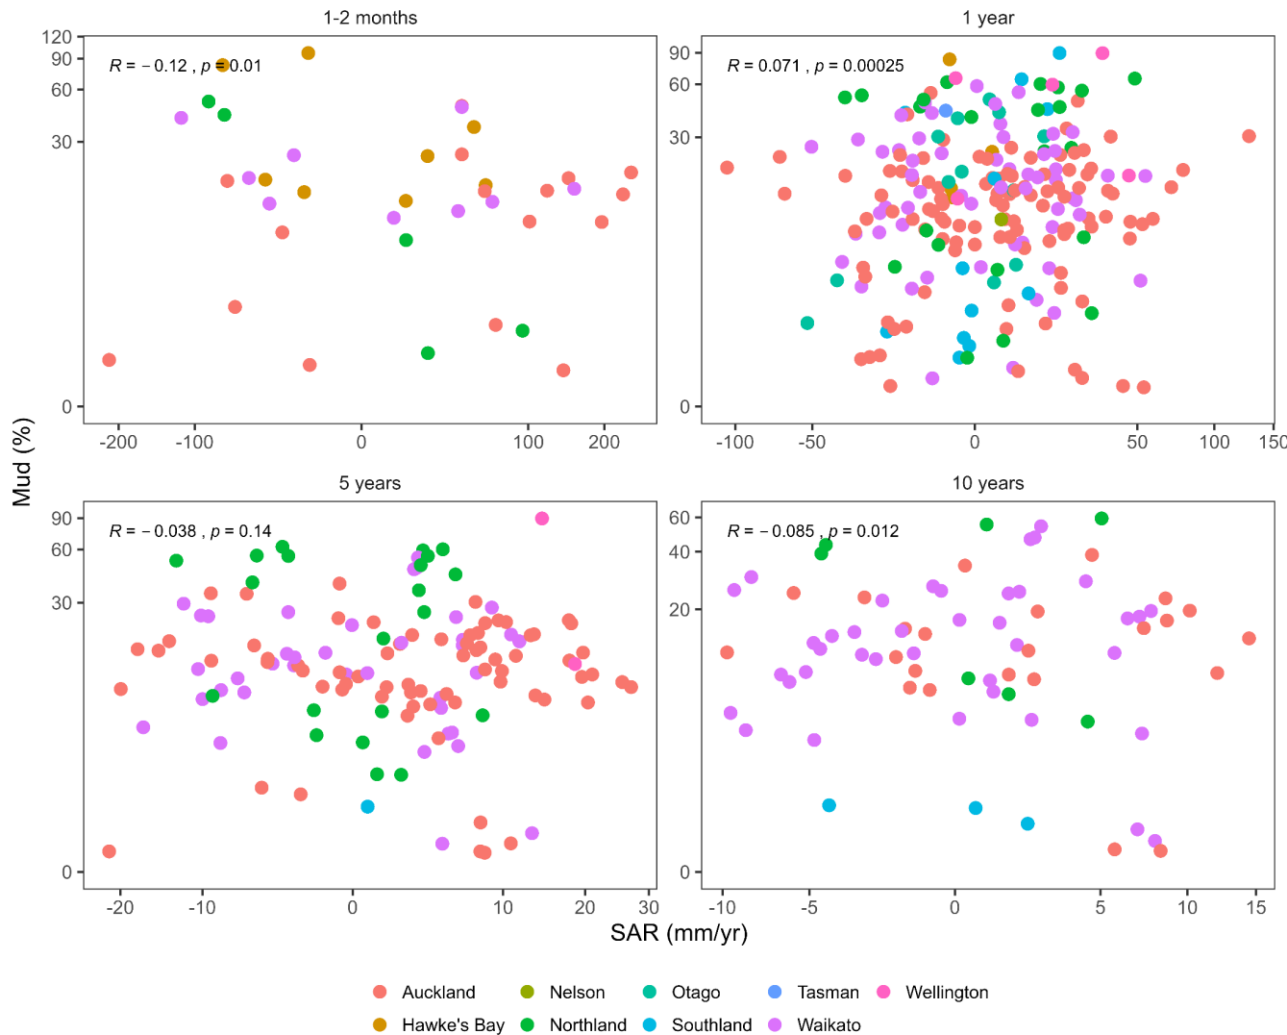 1-2 months
1 year
120
90
60
30
0
R = −0.12 , p = 0.01
-200 -100 0 100 200
90
60
30
0
R = 0.071 , p = 0.00025
-100 -50 0 50 100 150
Mud (%)
5 years
10 years
90
60
30
0
R = −0.038 , p = 0.14
-20 -10 0 10 20 30
60
40
20
0
R = −0.085 , p = 0.012
-10 -5 0 5 10 15
SAR (mm/yr)
Auckland Nelson Otago Tasman Wellington
Hawke's Bay Northland Southland Waikato